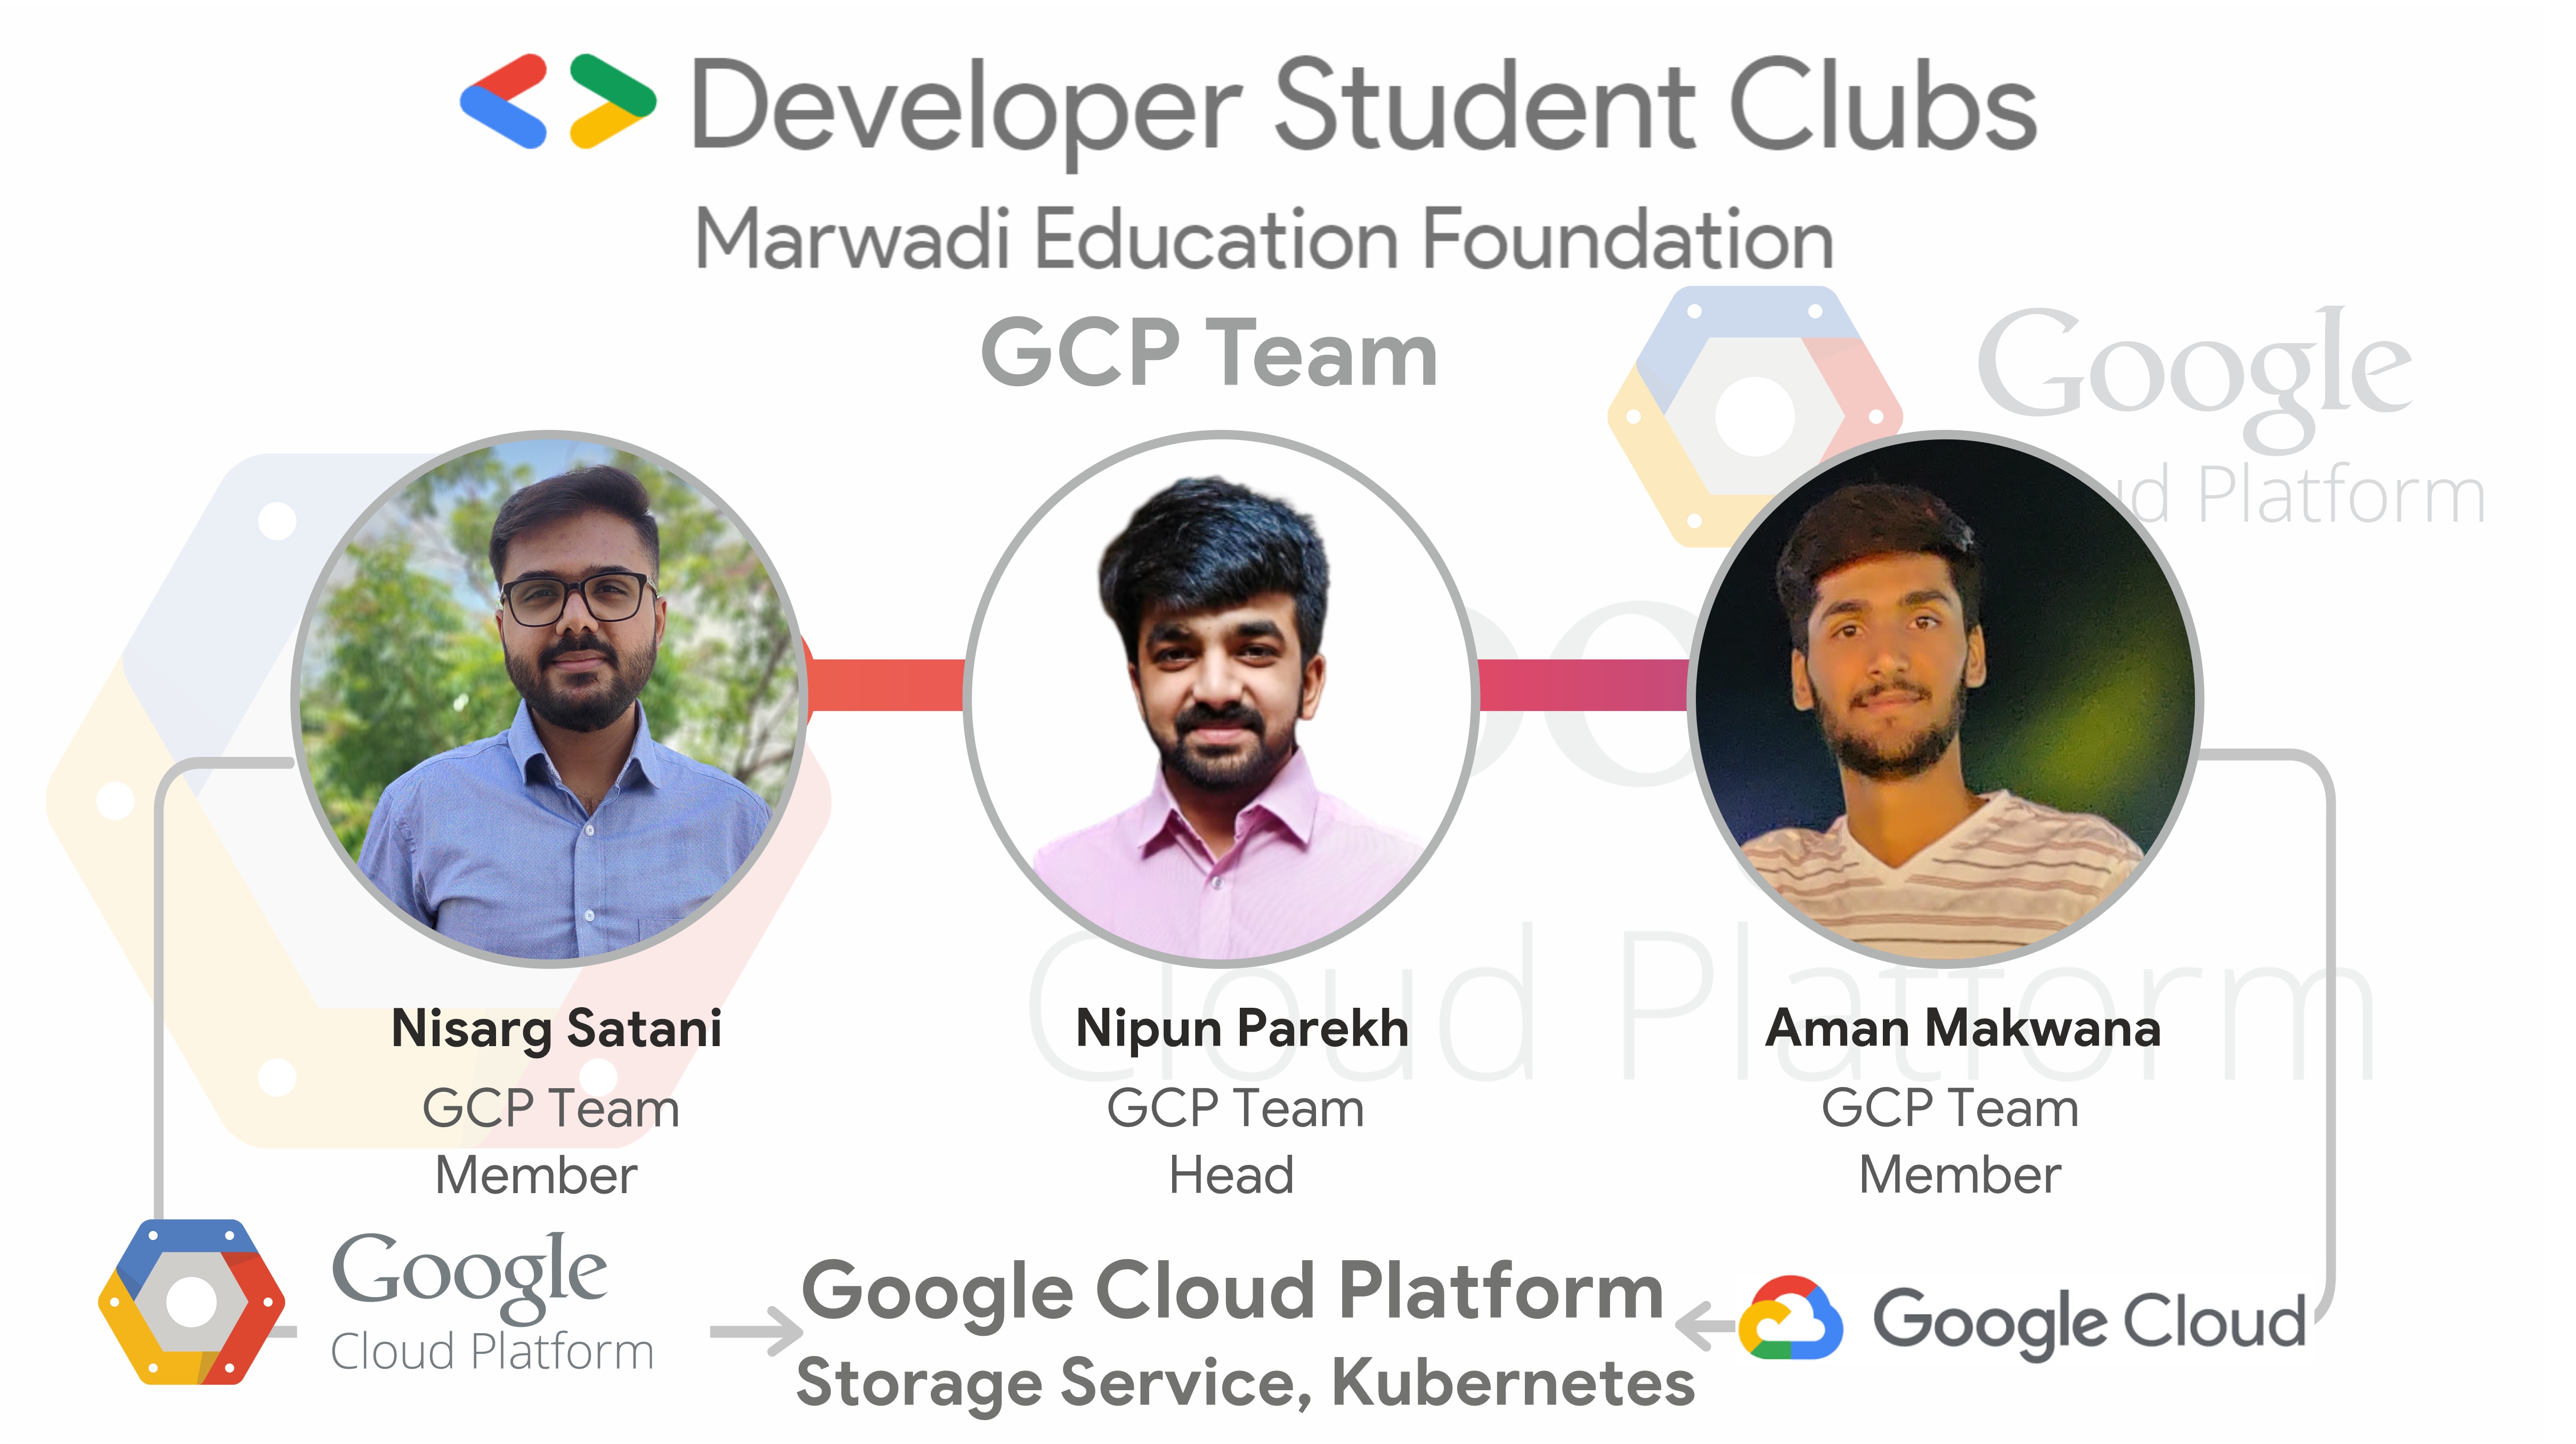 Developer Student Clubs
Marwadi Education Foundation
GCP Team
Google
ud Platform
Cloud Platform
Nisarg Satani
GCP Team
Member
Nipun Parekh
GCP Team
Head
Aman Makwana
GCP Team
Member
Google
Cloud Platform
Google Cloud Platform
Storage Service, Kubernetes
Google Cloud